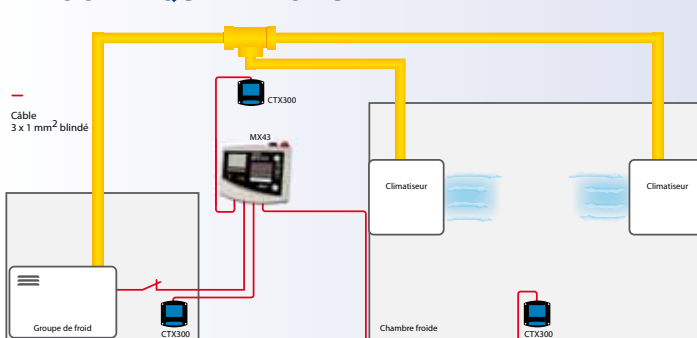 Câble
3 x 1 mm² blindé
CTX300
MX43
Climatiseur
Climatiseur
Groupe de froid
CTX300
Chambre froide
CTX300